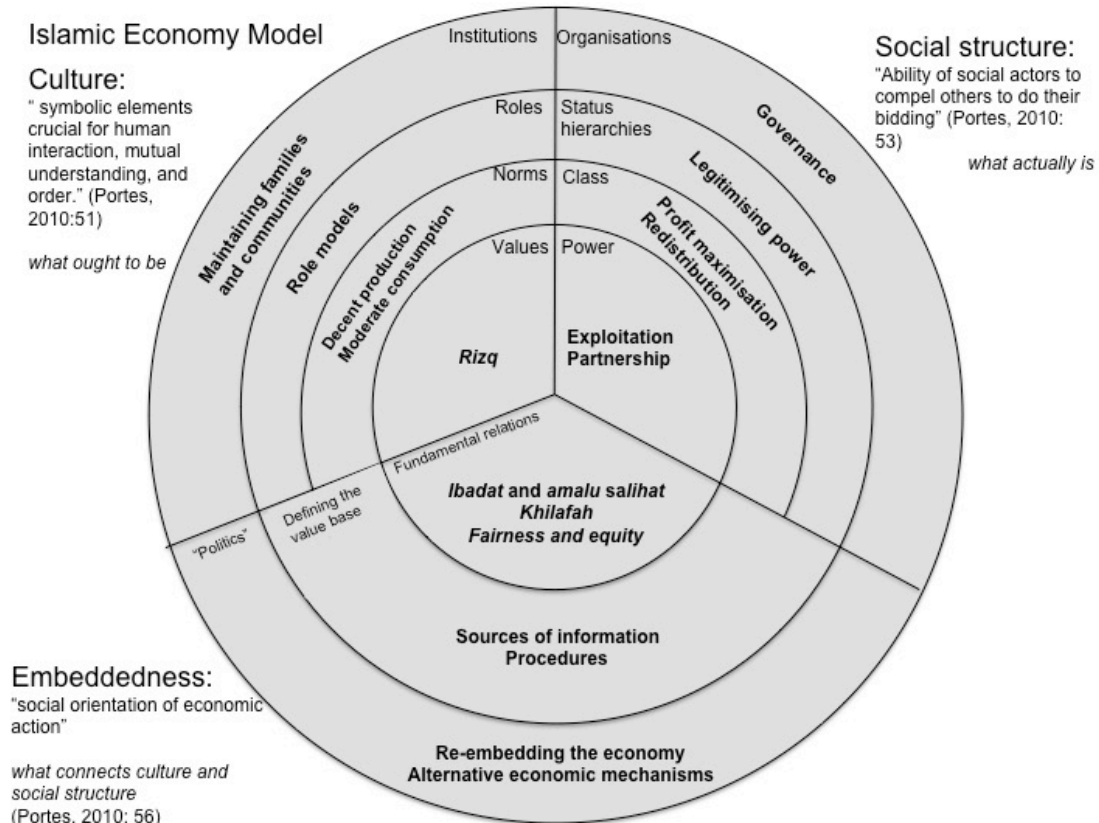 Islamic Economy Model
Culture:
“ symbolic elements
crucial for human
interaction, mutual
understanding, and
order.” (Portes,
2010:51)
what ought to be
Social structure:
“Ability of social actors to
compel others to do their
bidding” (Portes, 2010:
53)
what actually is
Institutions
Organisations
Roles
Status
hierarchies
Norms
Class
Values
Power
Maintaining families
and communities
Role models
Decent production
Moderate consumption
Rizq
Governance
Legitimising power
Profit maximisation
Redistribution
Exploitation
Partnership
Fundamental relations
Defining the
value base
“Politics”
Ibadat and amalu salihat
Khilafah
Fairness and equity
Sources of information
Procedures
Re-embedding the economy
Alternative economic mechanisms
Embeddedness:
“social orientation of economic
action”
what connects culture and
social structure
(Portes, 2010: 56)